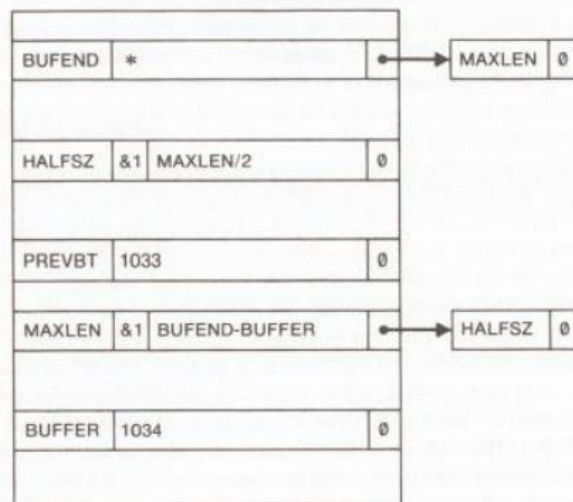 BUFEND * MAXLEN 0
HALFSZ &1 MAXLEN/2 0
PREVBT 1033 0
MAXLEN &1 BUFEND-BUFFER HALFSZ 0
BUFFER 1034 0